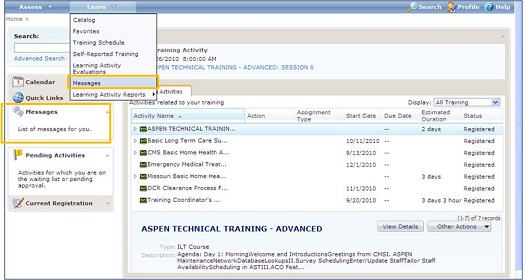 Assess Learn Search Profile Help
Home >
Catalog
Favorites
Training Schedule
Self-Reported Training
Learning Activity
Evaluations
Messages
Learning Activity Reports
Search:
Advanced Search
raining Activity
6/2010 8:00:00 AM
SPEN TECHNICAL TRAINING - ADVANCED: SESSION 6
Calendar
Quick Links
Messages
List of messages for you.
Pending Activities
Activities for which you are on
the waiting list or pending
approval.
Current Registration
Activities
Activities related to your training Display: All Training
Activity Name Action Assignment Type Start Date Due Date Estimated Duration Status
ASPEN TECHNICAL TRAININ... -- 2 days Registered
Basic Long Term Care Su... 10/11/2010 -- Registered
CMS Basic Home Health A... 9/13/2010 -- Registered
Emergency Medical Treat... 12/1/2010 -- Registered
Missouri Basic Home Hea... -- 3 days Registered
OCR Clearance Process F... 11/1/2010 -- Registered
Training Coordinator's ... 9/20/2010 -- 3 days 3 hour Registered
(1-7) of 7 records
ASPEN TECHNICAL TRAINING - ADVANCED View Details Other Actions
Type: ILT Course
Description: Agenda: Day 1: MorningWelcome and IntroductionsGreetings from CMSI. ASPEN
MaintenanceNetworkDatabaseLookupsII.Survey SchedulingEnter/Update StaffTailor Staff
AvailabilityScheduling in ASTIII.ACO Feat...